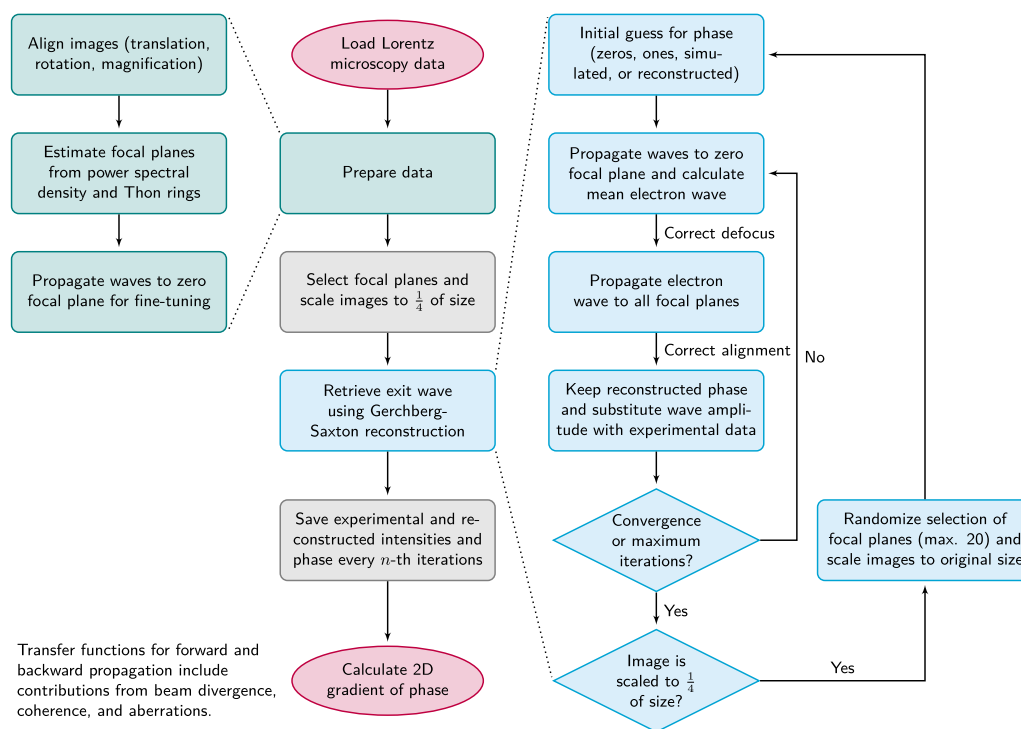 Align images (translation,
rotation, magnification)
Estimate focal planes
from power spectral
density and Thon rings
Propagate waves to zero
focal plane for fine-tuning
Load Lorentz
microscopy data
Prepare data
Select focal planes and
scale images to 1/4 of size
Retrieve exit wave
using Gerchberg-
Saxton reconstruction
Save experimental and re-
constructed intensities and
phase every n-th iterations
Calculate 2D
gradient of phase
Initial guess for phase
(zeros, ones, simu-
lated, or reconstructed)
Propagate waves to zero
focal plane and calculate
mean electron wave
Correct defocus
Propagate electron
wave to all focal planes
Correct alignment
Keep reconstructed phase
and substitute wave ampli-
tude with experimental data
Convergence
or maximum
iterations?
No
Yes
Image is
scaled to 1/4
of size?
Yes
Randomize selection of
focal planes (max. 20) and
scale images to original size
Transfer functions for forward and
backward propagation include
contributions from beam divergence,
coherence, and aberrations.